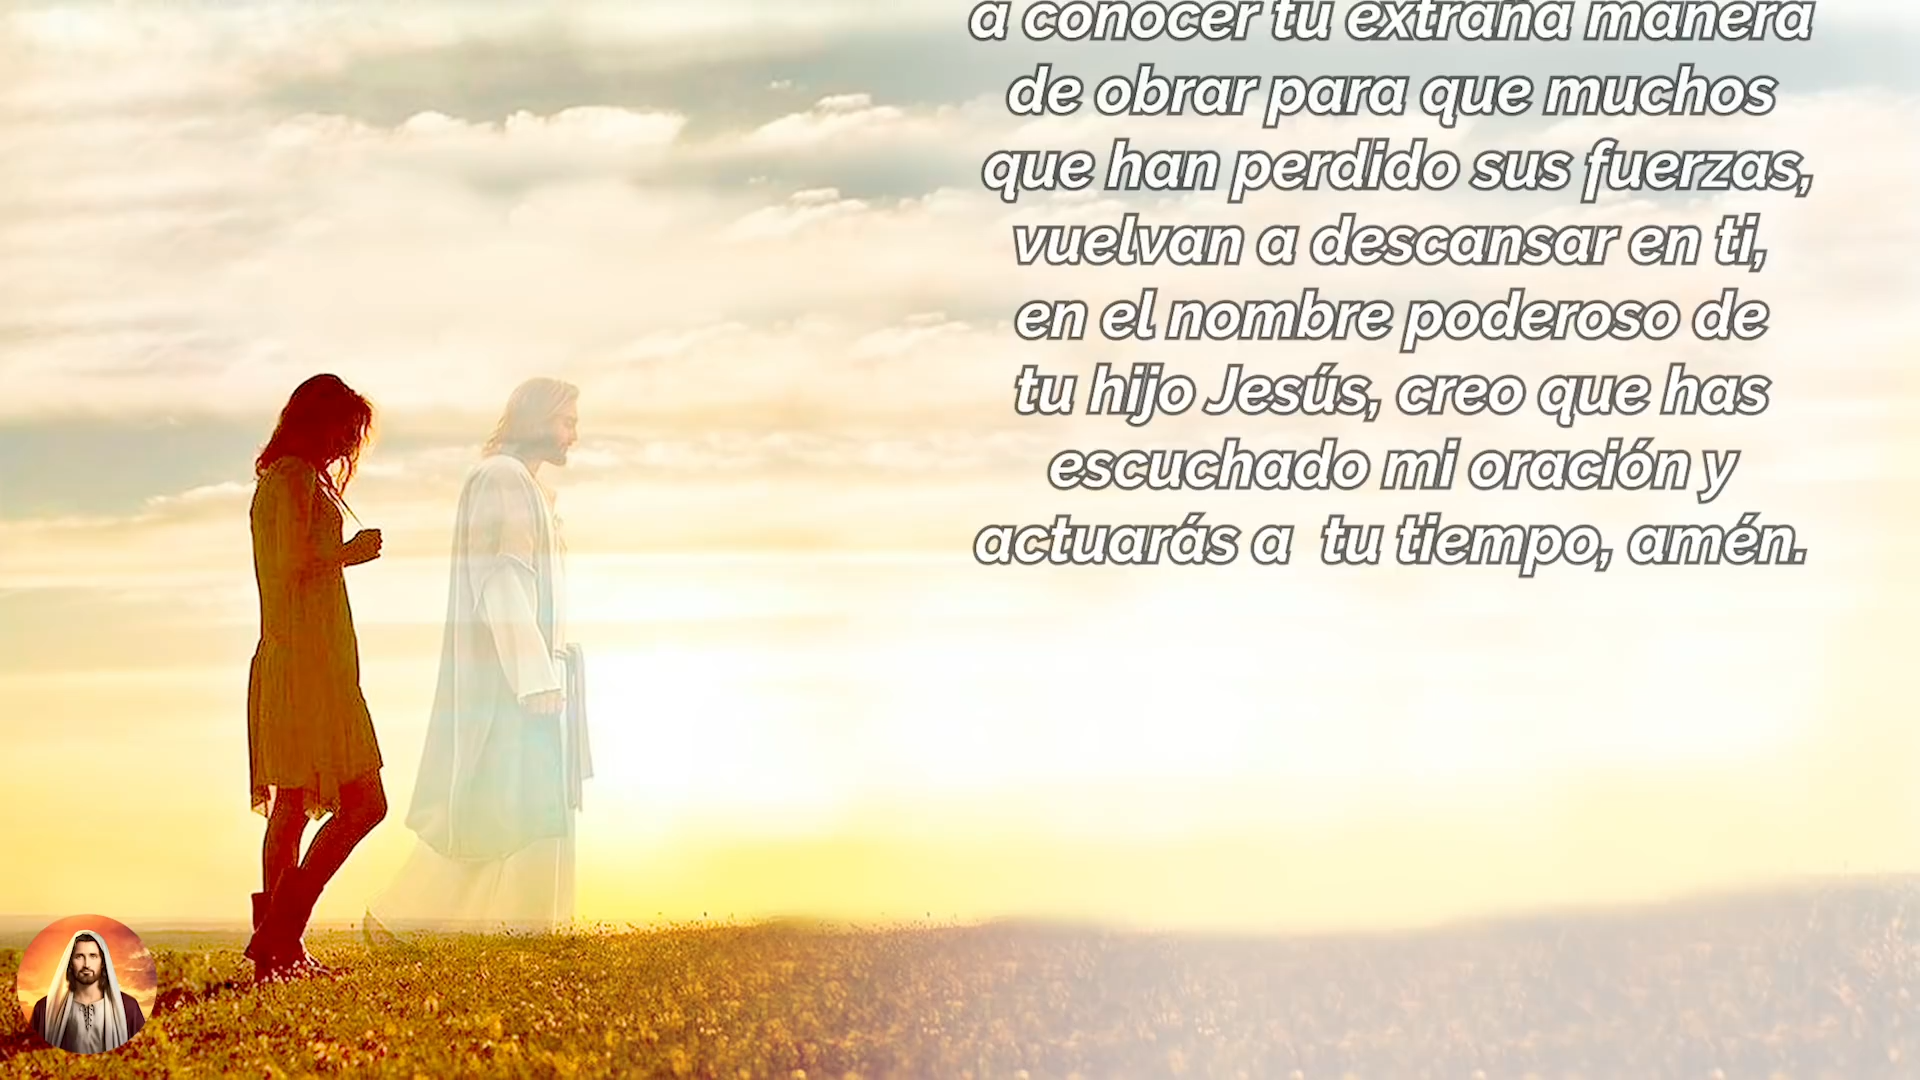 a conocer tu extraña manera
de obrar para que muchos
que han perdido sus fuerzas,
vuelvan a descansar en ti,
en el nombre poderoso de
tu hijo Jesús, creo que has
escuchado mi oración y
actuarás a  tu tiempo, amén.